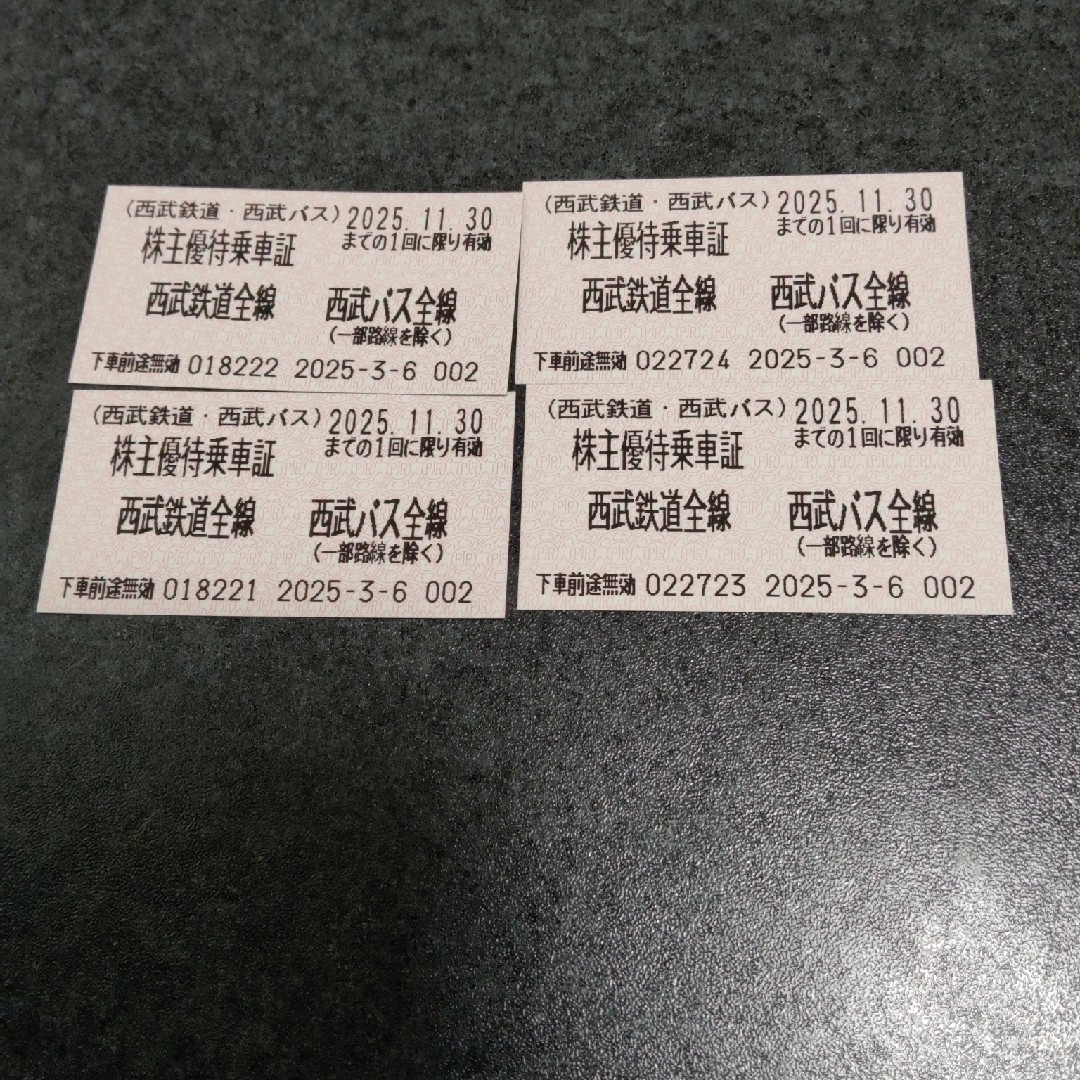 (西武鉄道・西武バス) 2025.11.30
株主優待乗車証 までの1回に限り有効
西武鉄道全線 西武バス全線
(一部路線を除く)
下車前途無効 018222 2025-3-6 002
(西武鉄道・西武バス) 2025.11.30
株主優待乗車証 までの1回に限り有効
西武鉄道全線 西武バス全線
(一部路線を除く)
下車前途無効 022724 2025-3-6 002
(西武鉄道・西武バス) 2025.11.30
株主優待乗車証 までの1回に限り有効
西武鉄道全線 西武バス全線
(一部路線を除く)
下車前途無効 018221 2025-3-6 002
(西武鉄道・西武バス) 2025.11.30
株主優待乗車証 までの1回に限り有効
西武鉄道全線 西武バス全線
(一部路線を除く)
下車前途無効 022723 2025-3-6 002